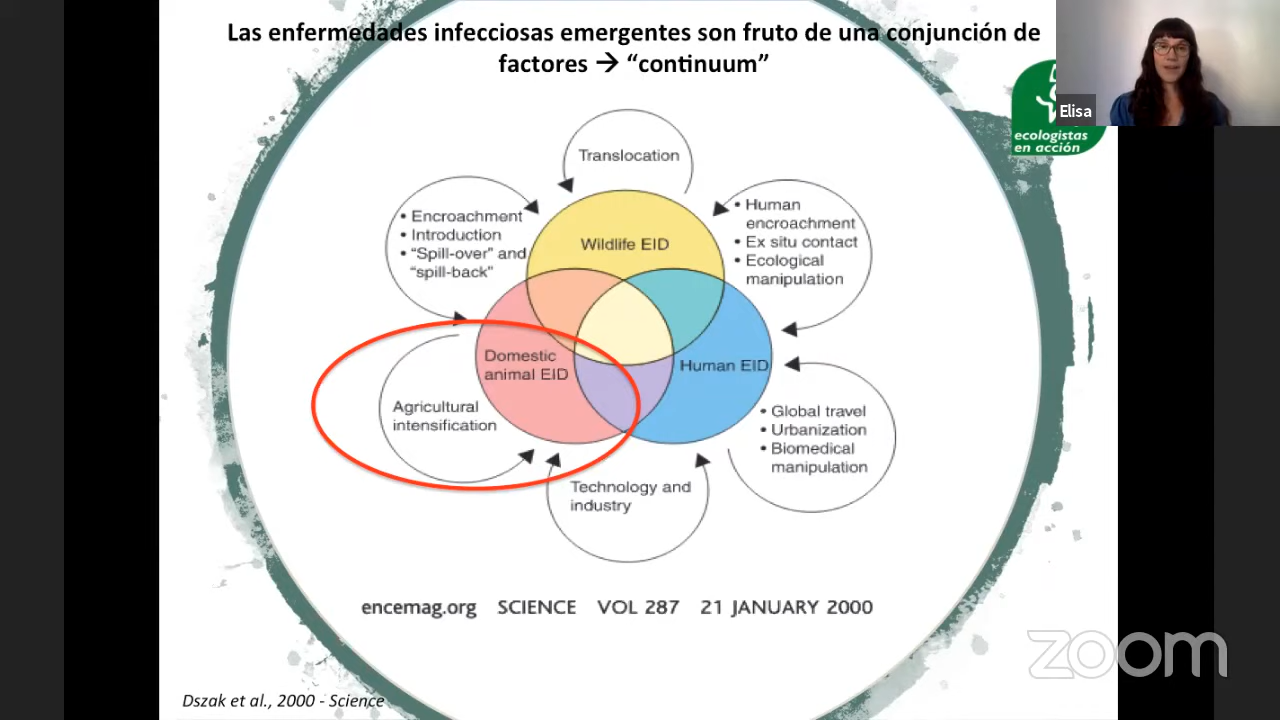 Las enfermedades infecciosas emergentes son fruto de una conjunción de
factores → “continuum”
Elisa
ecologistas
en acción
Translocation
• Encroachment
• Introduction
• “Spill-over” and
“spill-back”
Wildlife EID
• Human
encroachment
• Ex situ contact
• Ecological
manipulation
Domestic
animal EID
Human EID
Agricultural
intensification
• Global travel
• Urbanization
• Biomedical
manipulation
Technology and
industry
encemag.org SCIENCE VOL 287 21 JANUARY 2000
zoom
Dszak et al., 2000 - Science